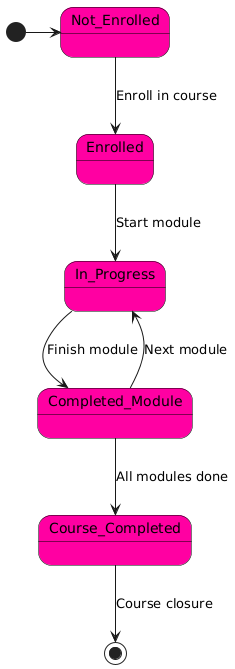 Not_Enrolled
Enroll in course
Enrolled
Start module
In_Progress
Finish module
Next module
Completed_Module
All modules done
Course_Completed
Course closure